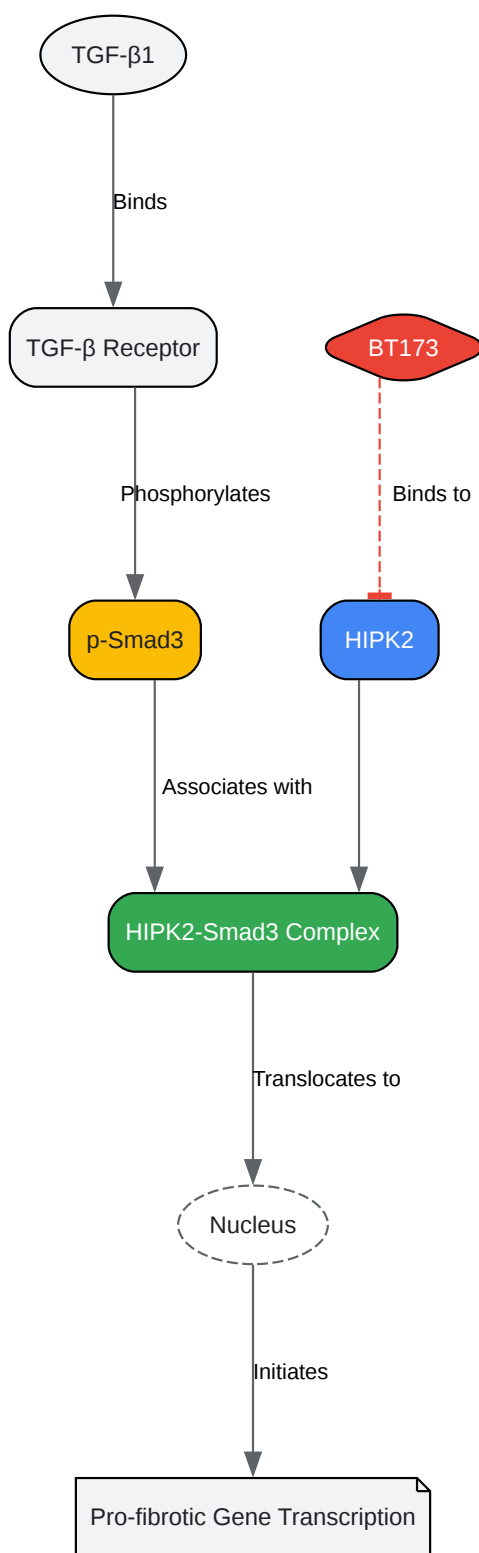 TGF-β1
Binds
TGF-β Receptor
BT173
Phosphorylates
Binds to
p-Smad3
HIPK2
Associates with
HIPK2-Smad3 Complex
Translocates to
Nucleus
Initiates
Pro-fibrotic Gene Transcription